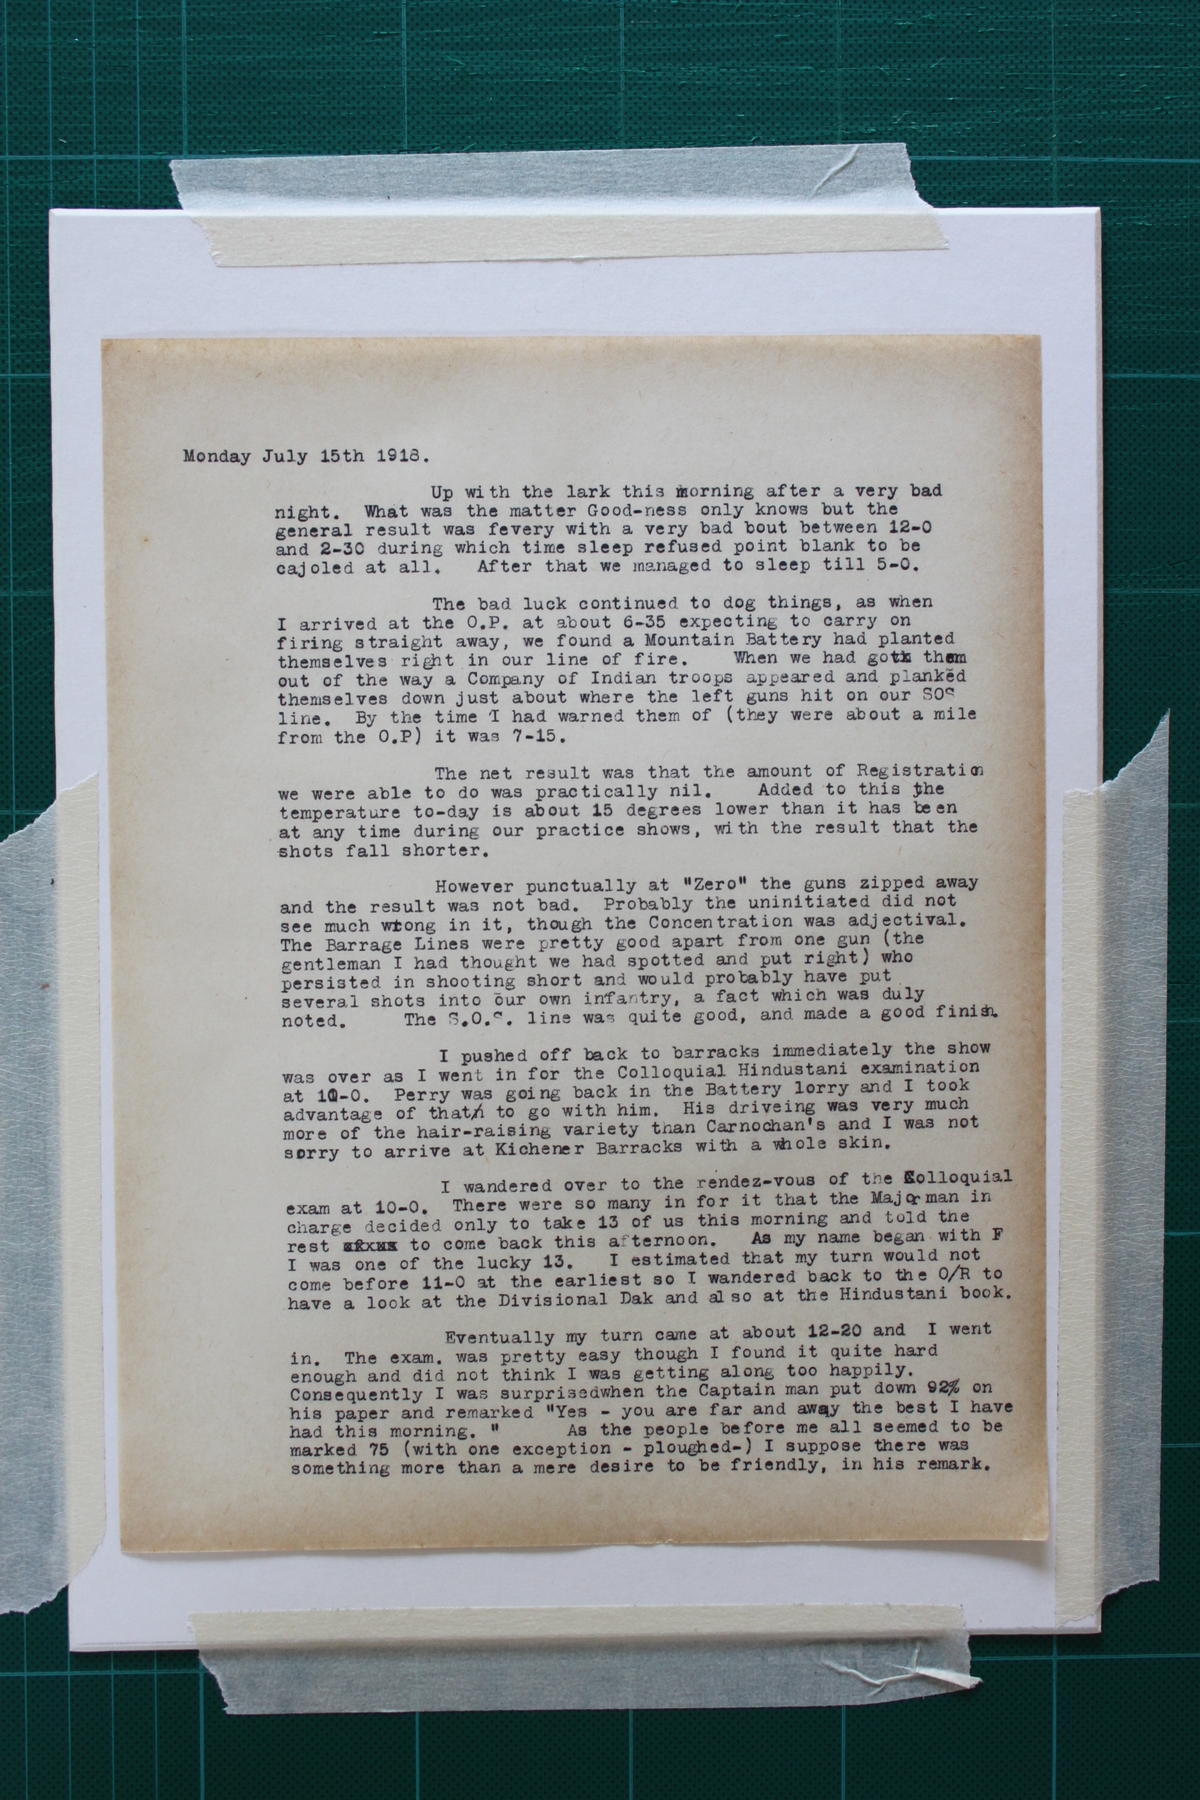 Monday July 15th 1918.
Up with the lark this morning after a very bad
night. What was the matter Good-ness only knows but the
general result was fevery with a very bad bout between 12-0
and 2-30 during which time sleep refused point blank to be
cajoled at all. After that we managed to sleep till 5-0.
The bad luck continued to dog things, as when
I arrived at the O.P. at about 6-35 expecting to carry on
firing straight away, we found a Mountain Battery had planted
themselves right in our line of fire. When we had got them
out of the way a Company of Indian troops appeared and planked
themselves down just about where the left guns hit on our SOS
line. By the time I had warned them of (they were about a mile
from the O.P) it was 7-15.
The net result was that the amount of Registration
we were able to do was practically nil. Added to this the
temperature to-day is about 15 degrees lower than it has been
at any time during our practice shows, with the result that the
shots fall shorter.
However punctually at "Zero" the guns zipped away
and the result was not bad. Probably the uninitiated did not
see much wrong in it, though the Concentration was adjectival.
The Barrage Lines were pretty good apart from one gun (the
gentleman I had thought we had spotted and put right) who
persisted in shooting short and would probably have put
several shots into our own infantry, a fact which was duly
noted. The S.O.S. line was quite good, and made a good finish.
I pushed off back to barracks immediately the show
was over as I went in for the Colloquial Hindustani examination
at 10-0. Perry was going back in the Battery lorry and I took
advantage of that to go with him. His driveing was very much
more of the hair-raising variety than Carnochan's and I was not
sorry to arrive at Kichener Barracks with a whole skin.
I wandered over to the rendez-vous of the Colloquial
exam at 10-0. There were so many in for it that the Major man in
charge decided only to take 13 of us this morning and told the
rest to come back this afternoon. As my name began with F
I was one of the lucky 13. I estimated that my turn would not
come before 11-0 at the earliest so I wandered back to the O/R to
have a look at the Divisional Dak and also at the Hindustani book.
Eventually my turn came at about 12-20 and I went
in. The exam. was pretty easy though I found it quite hard
enough and did not think I was getting along too happily.
Consequently I was surprisedwhen the Captain man put down 92% on
his paper and remarked "Yes - you are far and away the best I have
had this morning. " As the people before me all seemed to be
marked 75 (with one exception - ploughed-) I suppose there was
something more than a mere desire to be friendly, in his remark.